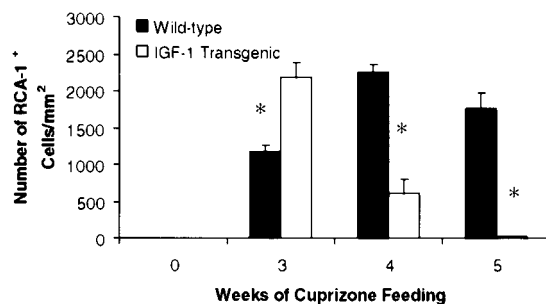 3000
2500
2000
1500
1000
500
0
Number of RCA-1 +
Cells/mm2
Wild-type
IGF-1 Transgenic
*
*
*
0 3 4 5
Weeks of Cuprizone Feeding